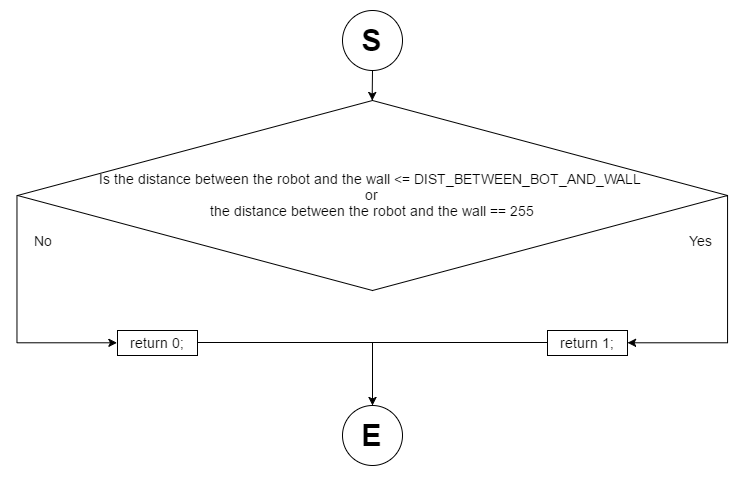 S
Is the distance between the robot and the wall <= DIST_BETWEEN_BOT_AND_WALL
or
the distance between the robot and the wall == 255
No
Yes
return 0;
return 1;
E